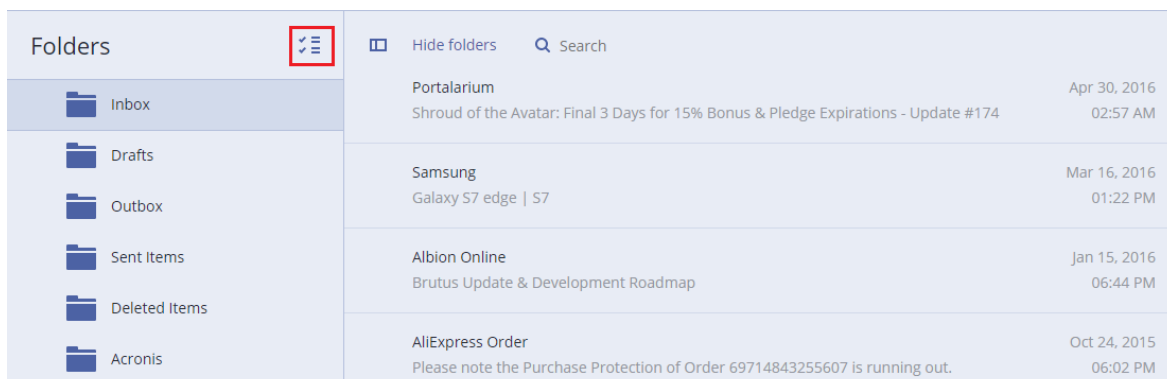 Folders
Inbox
Drafts
Outbox
Sent Items
Deleted Items
Acronis
Hide folders
Search
Portalarium
Apr 30, 2016
Shroud of the Avatar: Final 3 Days for 15% Bonus & Pledge Expirations - Update #174
02:57 AM
Samsung
Mar 16, 2016
Galaxy S7 edge | S7
01:22 PM
Albion Online
Jan 15, 2016
Brutus Update & Development Roadmap
06:44 PM
AliExpress Order
Oct 24, 2015
Please note the Purchase Protection of Order 69714843255607 is running out.
06:02 PM